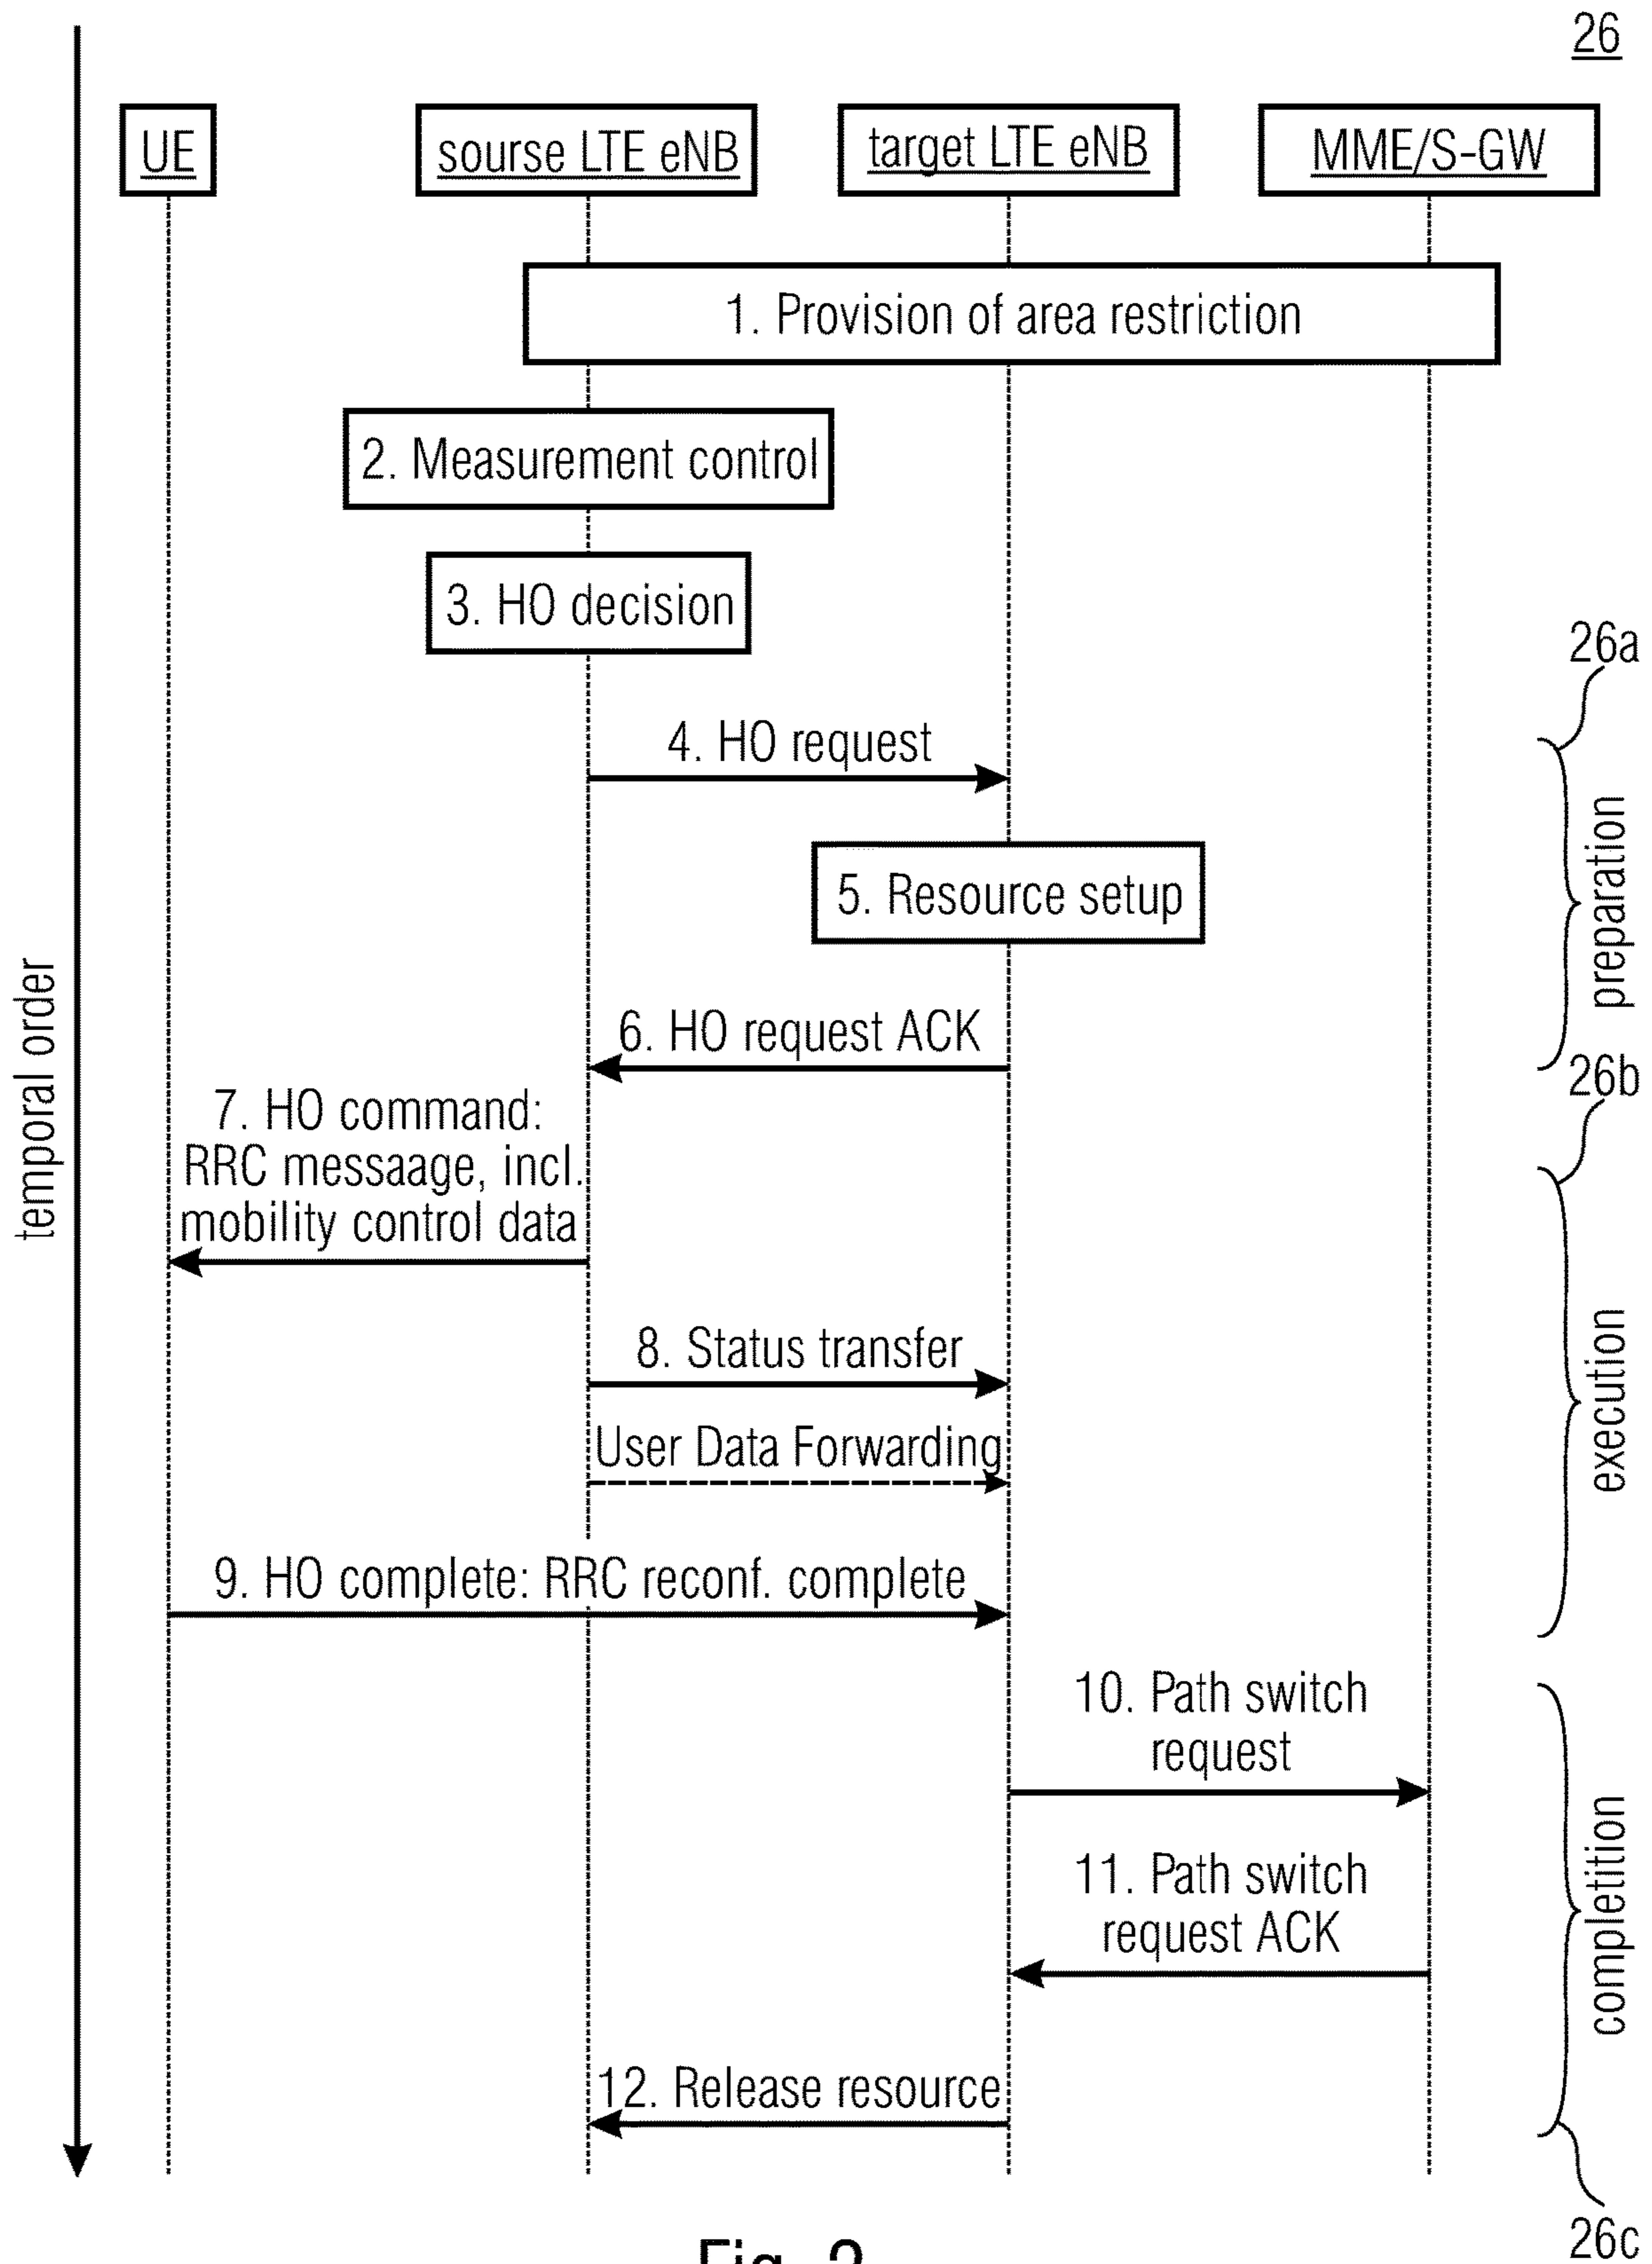 26
UE
sourse LTE eNB
target LTE eNB
MME/S-GW
1. Provision of area restriction
2. Measurement control
3. HO decision
26a
4. HO request
5. Resource setup
preparation
6. HO request ACK
26b
7. HO command:
RRC messaage, incl.
mobility control data
temporal order
8. Status transfer
User Data Forwarding
execution
9. HO complete: RRC reconf. complete
10. Path switch
request
11. Path switch
request ACK
completition
12. Release resource
26c
Fig. 2